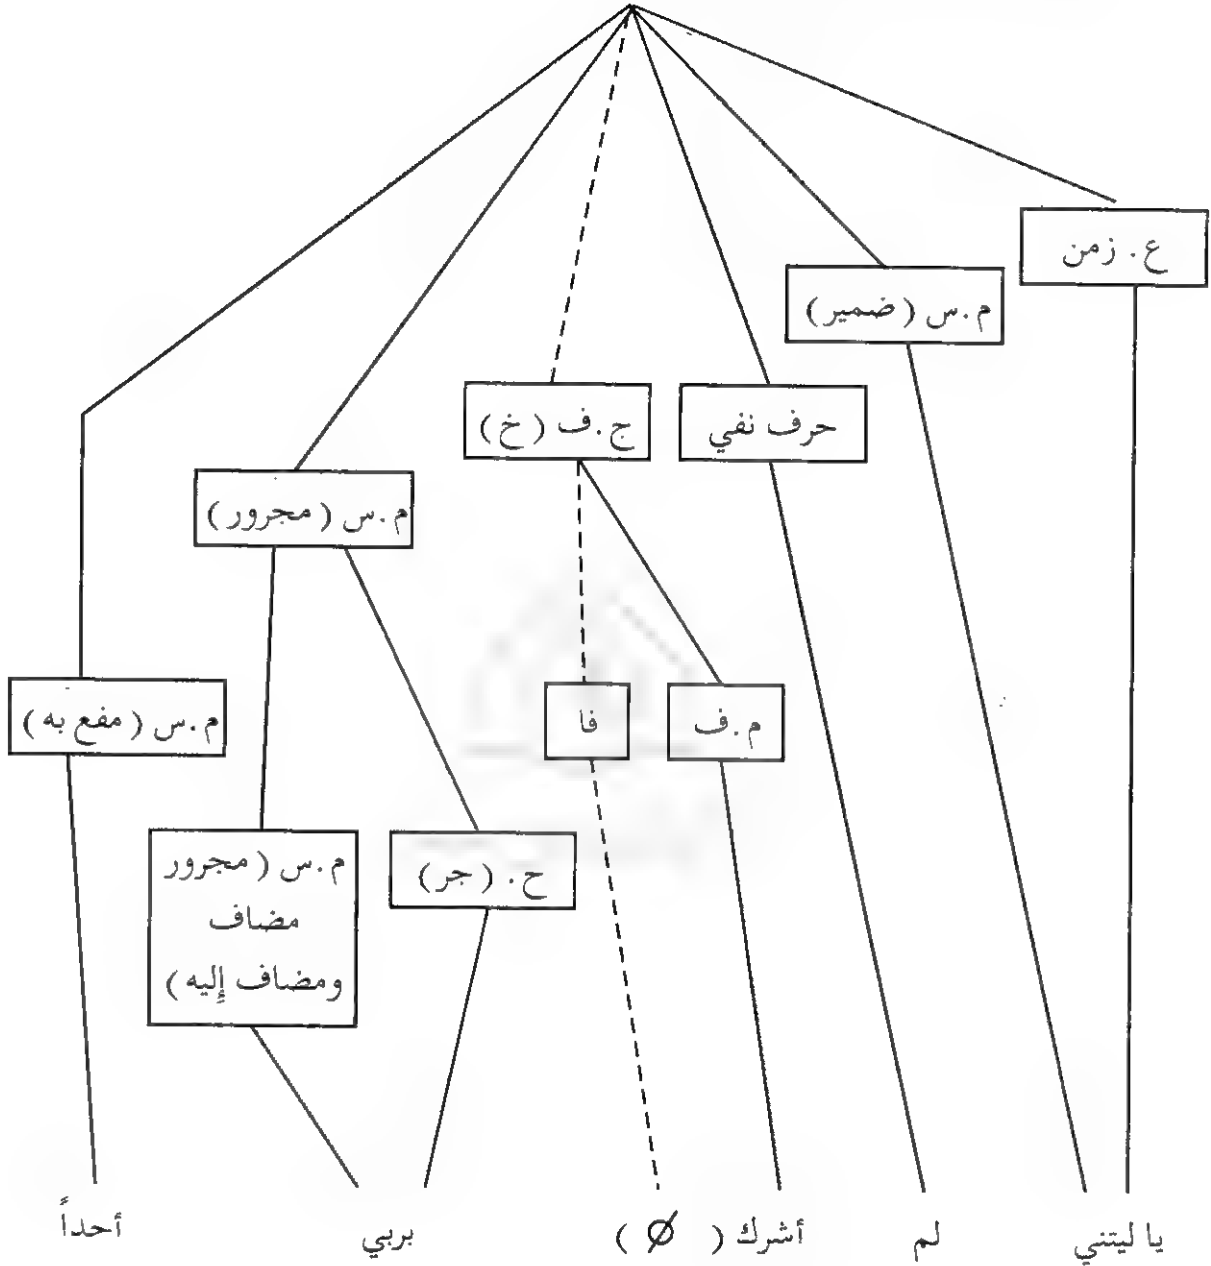 ع. زمن
م.س (ضمير)
حرف نفي
ج.ف (خ)
م.س (مجرور)
م.ف
فا
م.س (مفع به)
ح. (جر)
م.س (مجرور
مضاف
ومضاف إليه)
يا ليتني لم أشرك ( Ø ) بربي أحداً